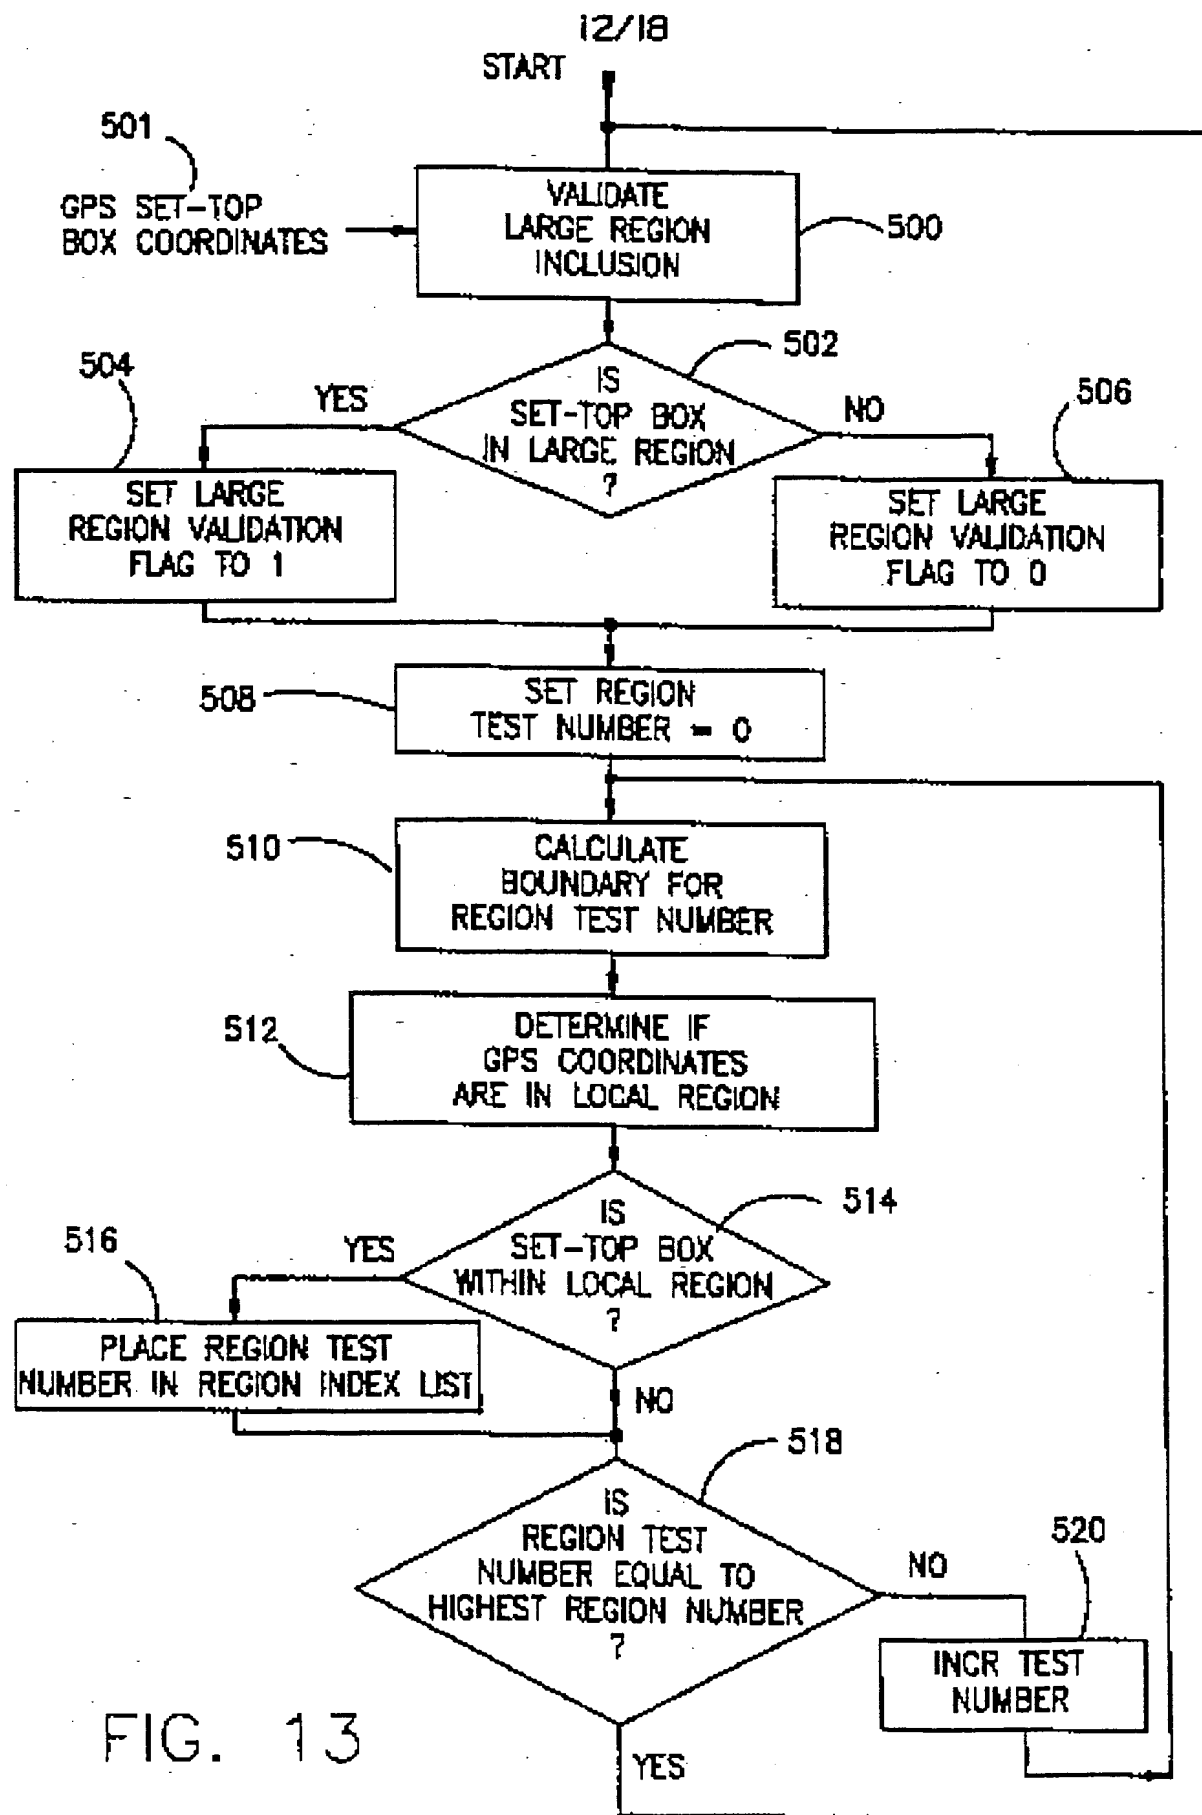 12/18
START
501
GPS SET-TOP
BOX COORDINATES
VALIDATE
LARGE REGION
INCLUSION
500
502
504
YES
IS
SET-TOP BOX
IN LARGE REGION
?
NO
506
SET LARGE
REGION VALIDATION
FLAG TO 1
SET LARGE
REGION VALIDATION
FLAG TO 0
508
SET REGION
TEST NUMBER = 0
510
CALCULATE
BOUNDARY FOR
REGION TEST NUMBER
512
DETERMINE IF
GPS COORDINATES
ARE IN LOCAL REGION
514
516
YES
IS
SET-TOP BOX
WITHIN LOCAL REGION
?
PLACE REGION TEST
NUMBER IN REGION INDEX LIST
NO
518
IS
REGION TEST
NUMBER EQUAL TO
HIGHEST REGION NUMBER
?
NO
520
INCR TEST
NUMBER
YES
FIG. 13